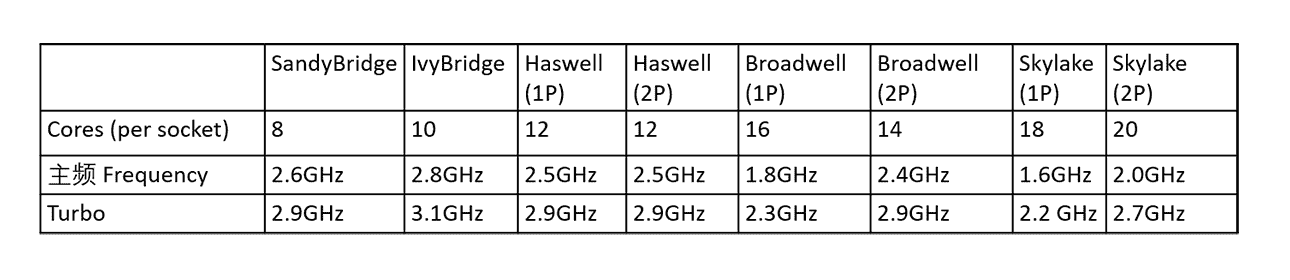 SandyBridge IvyBridge Haswell (1P) Haswell (2P) Broadwell (1P) Broadwell (2P) Skylake (1P) Skylake (2P)
Cores (per socket) 8 10 12 12 16 14 18 20
主频 Frequency 2.6GHz 2.8GHz 2.5GHz 2.5GHz 1.8GHz 2.4GHz 1.6GHz 2.0GHz
Turbo 2.9GHz 3.1GHz 2.9GHz 2.9GHz 2.3GHz 2.9GHz 2.2 GHz 2.7GHz